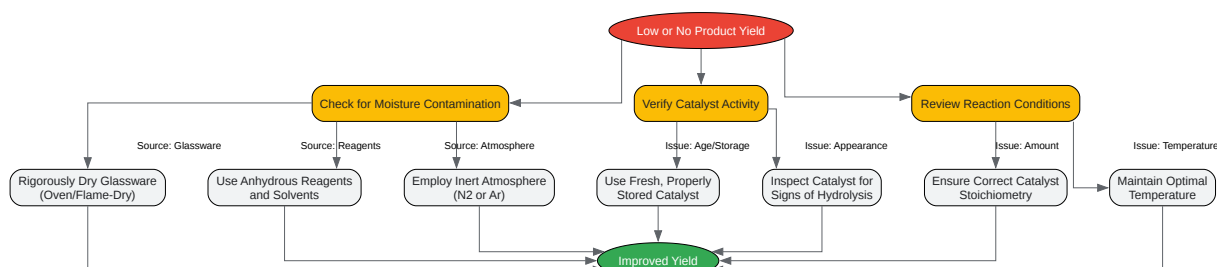 Low or No Product Yield
Check for Moisture Contamination
Verify Catalyst Activity
Review Reaction Conditions
Source: Glassware
Source: Reagents
Source: Atmosphere
Issue: Age/Storage
Issue: Appearance
Issue: Amount
Issue: Temperature
Rigorously Dry Glassware
(Oven/Flame-Dry)
Use Anhydrous Reagents
and Solvents
Employ Inert Atmosphere
(N2 or Ar)
Use Fresh, Properly
Stored Catalyst
Inspect Catalyst for
Signs of Hydrolysis
Ensure Correct Catalyst
Stoichiometry
Maintain Optimal
Temperature
Improved Yield